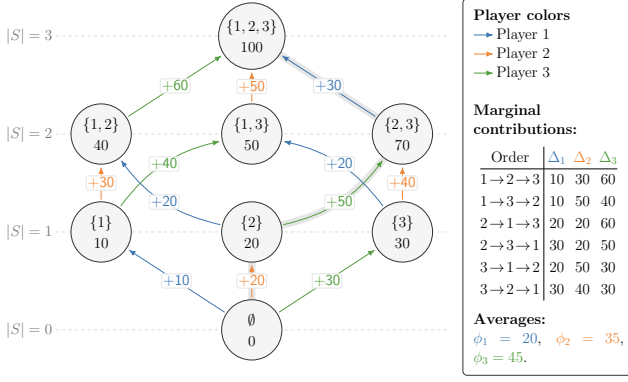 |S| = 3
{1, 2, 3}
100
+60
+50
+30
|S| = 2
{1, 2}
40
{1, 3}
50
{2, 3}
70
+30
+40
+20
+40
+20
+50
|S| = 1
{1}
10
{2}
20
{3}
30
+10
+20
+30
|S| = 0
∅
0
Player colors
Player 1
Player 2
Player 3
Marginal
contributions:
Order Δ₁ Δ₂ Δ₃
1→2→3 10 30 60
1→3→2 10 50 40
2→1→3 20 20 60
2→3→1 30 20 50
3→1→2 20 50 30
3→2→1 30 40 30
Averages:
ϕ₁ = 20, ϕ₂ = 35,
ϕ₃ = 45.